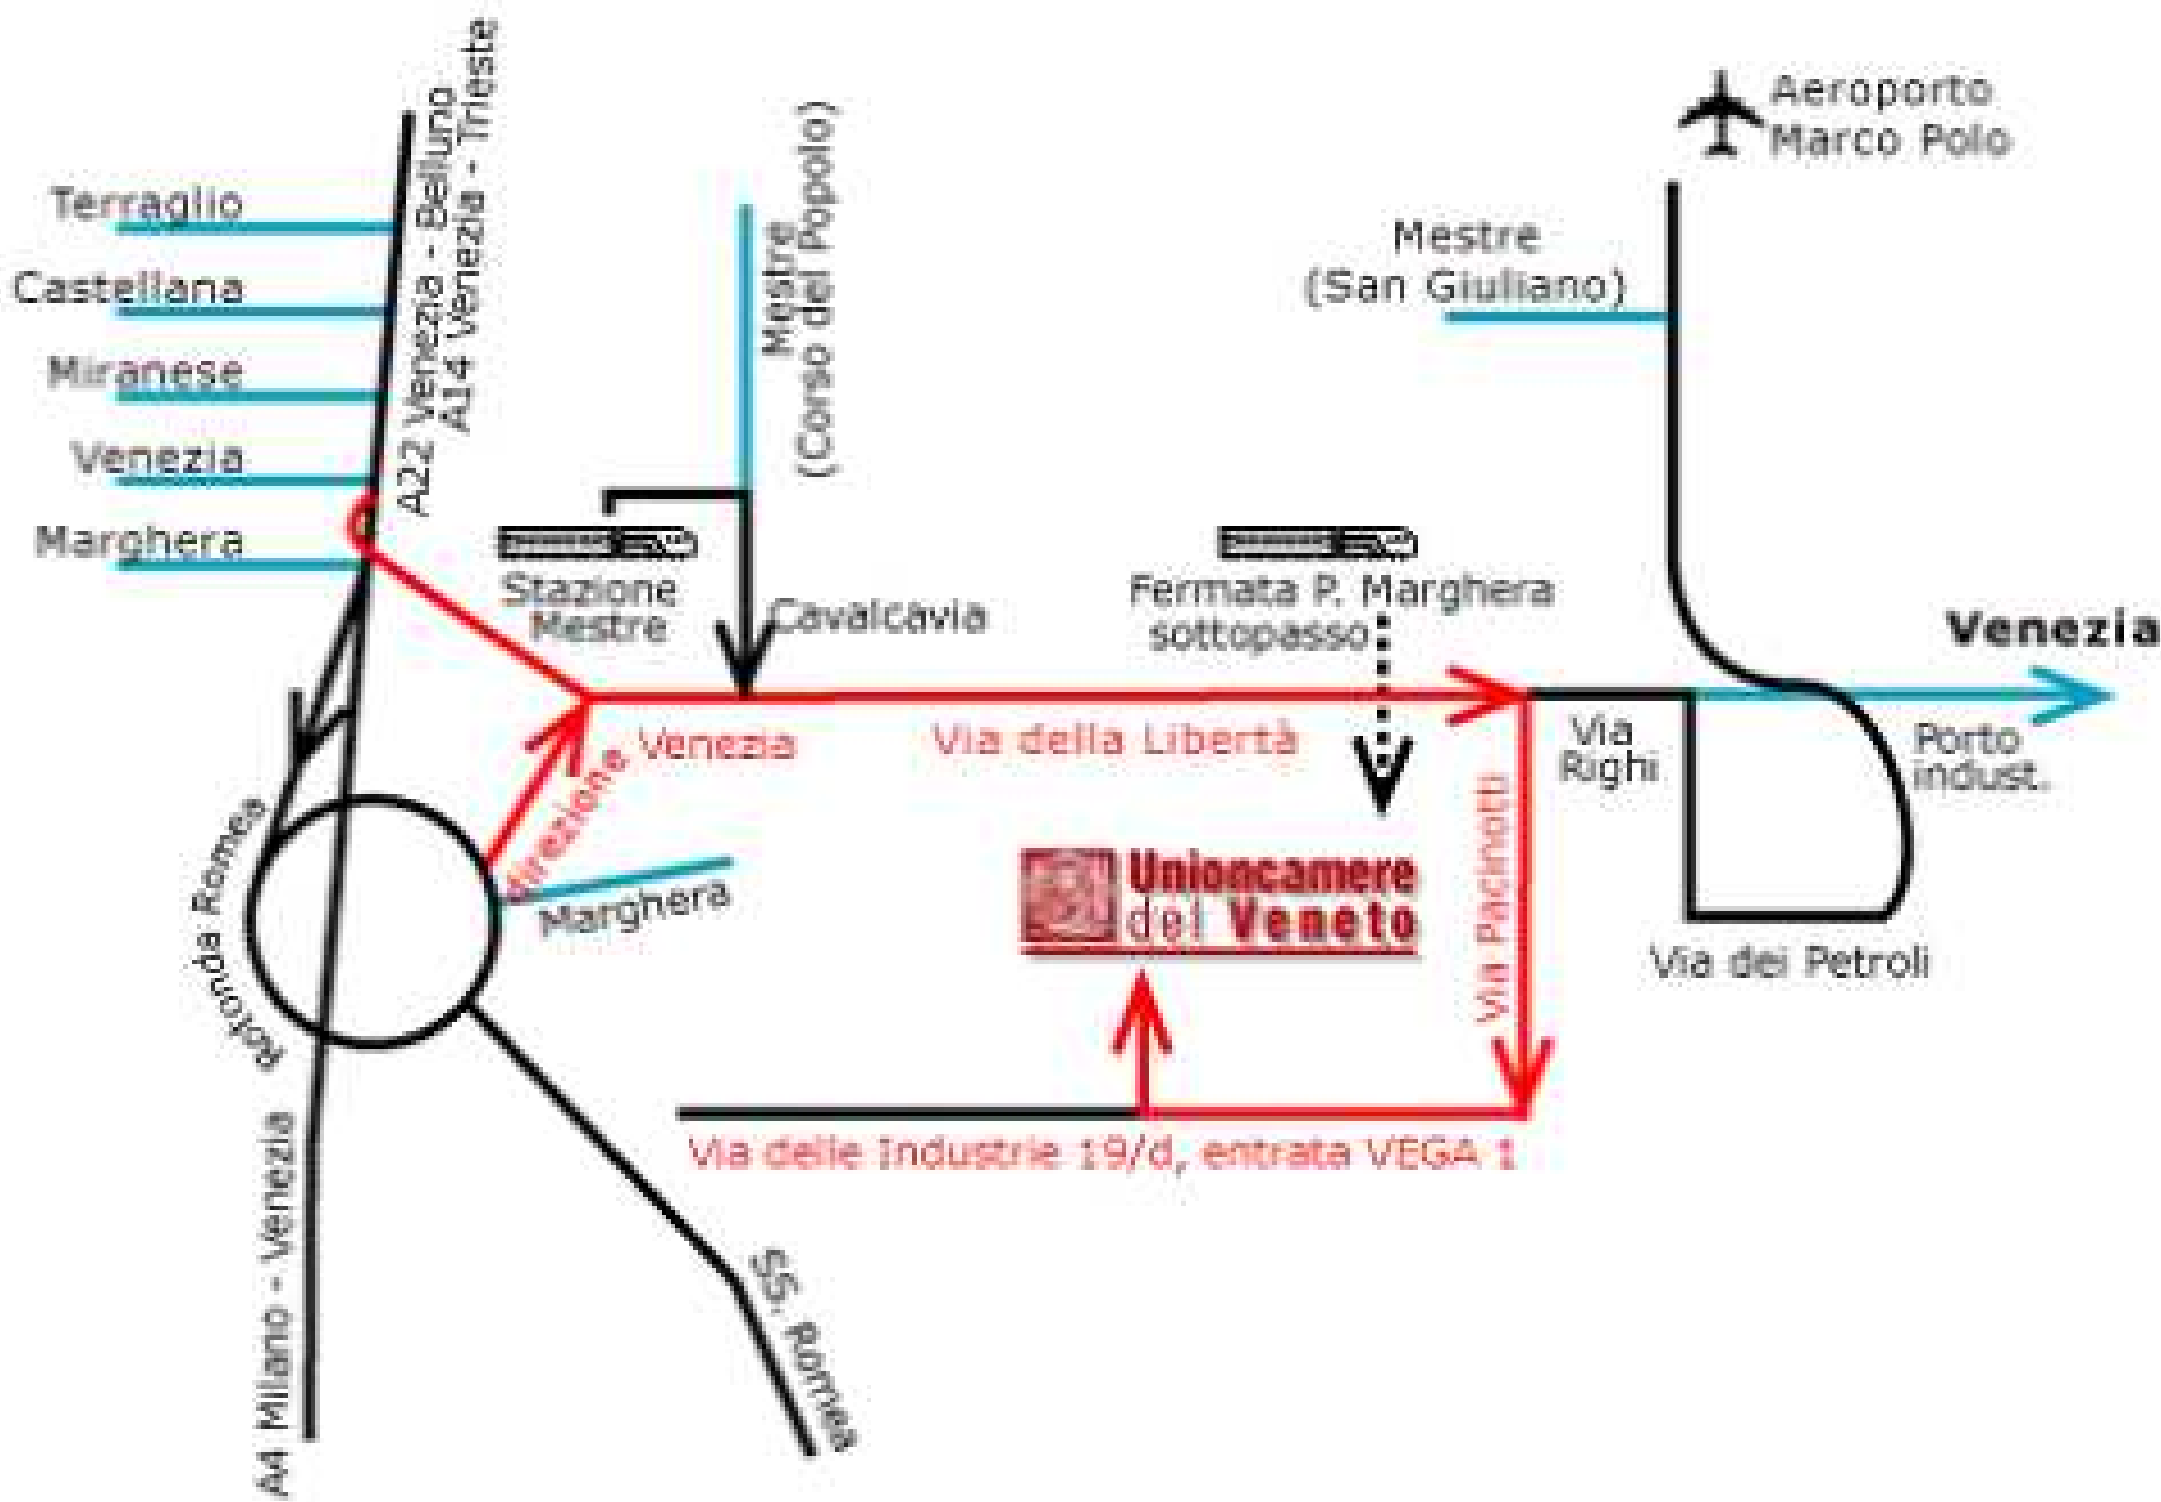 Aeroporto
Marco Polo
A22 Venezia - Belluno
A14 Venezia - Trieste
Terraglio
Castellana
Miranese
Venezia
Marghera
Mestre
(Corso del Popolo)
Mestre
(San Giuliano)
Stazione
Mestre
Cavalcavia
Fermata P. Marghera
sottopasso
Venezia
direzione Venezia
Via della Libertà
Via
Righi
Porto
indust.
Via Pacinotti
Rotonda Romea
Marghera
Unioncamere
del Veneto
Via dei Petroli
Via delle Industrie 19/d, entrata VEGA 1
A4 Milano - Venezia
SS. Romea